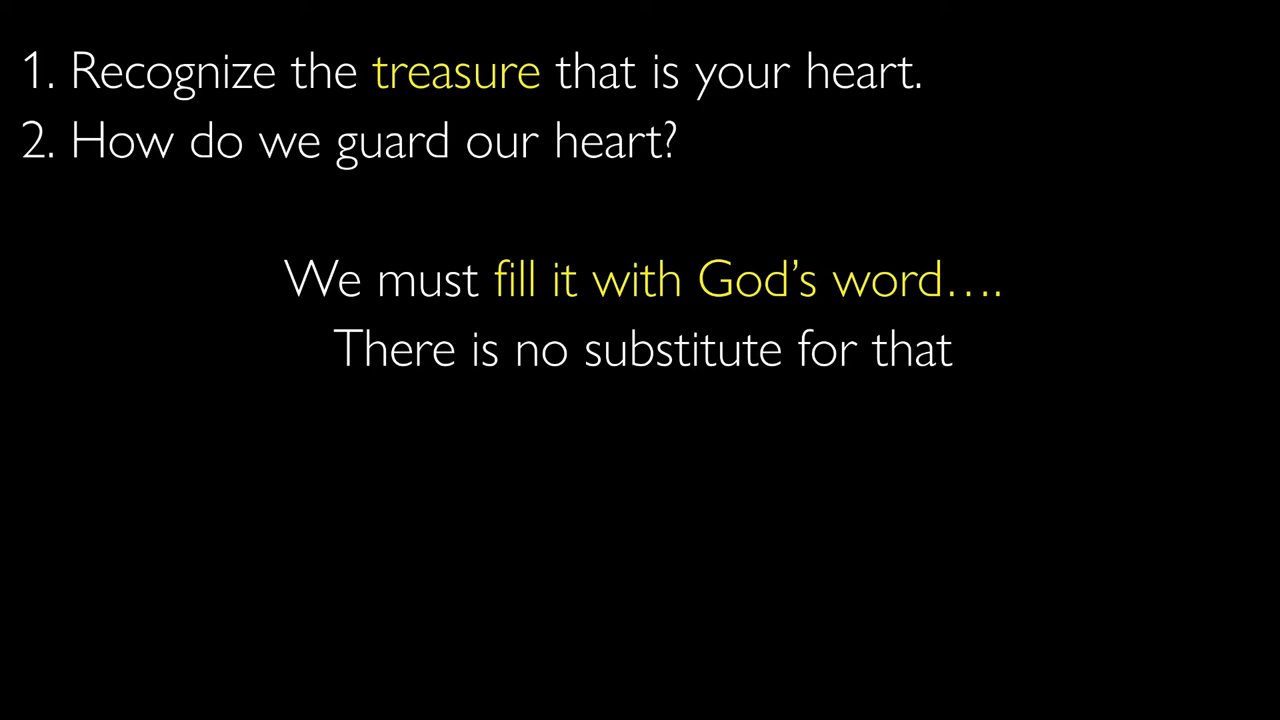 1. Recognize the treasure that is your heart.
2. How do we guard our heart?
We must fill it with God’s word….
There is no substitute for that